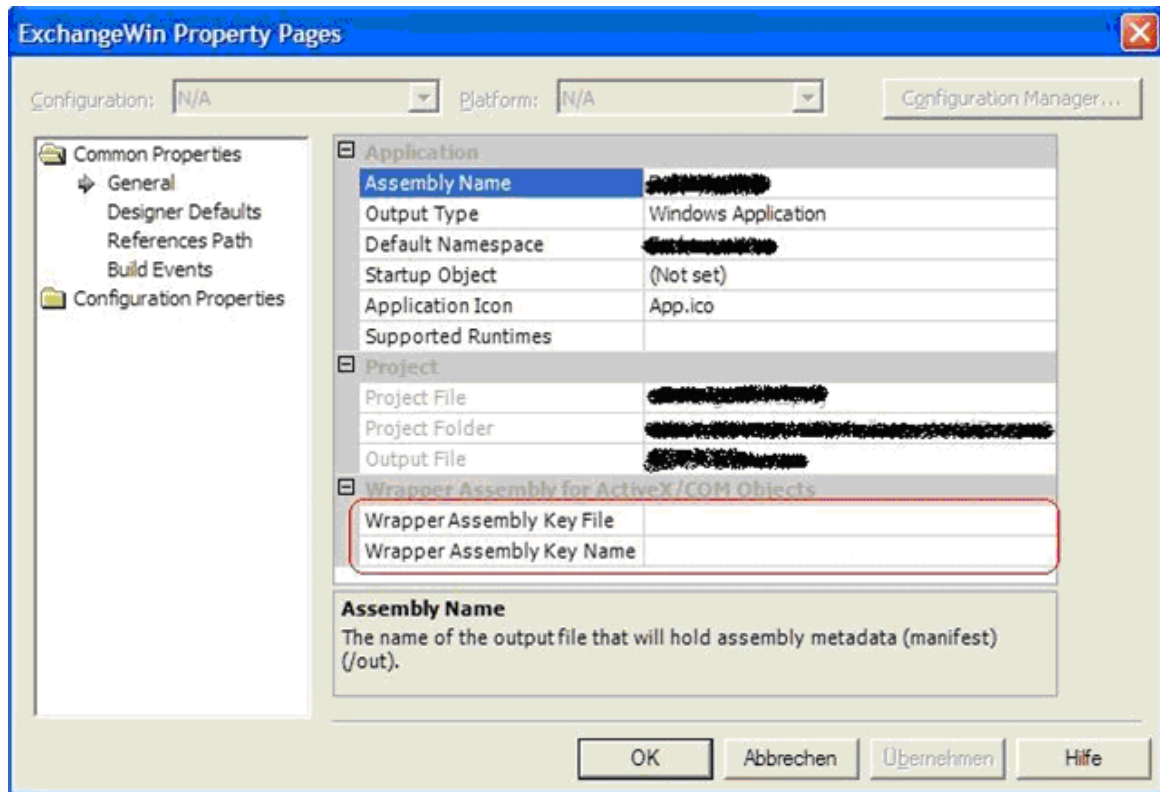 ExchangeWin Property Pages
Configuration: N/A Platform: N/A Configuration Manager...
Common Properties
General
Designer Defaults
References Path
Build Events
Configuration Properties
Application
Assembly Name
Output Type Windows Application
Default Namespace
Startup Object (Not set)
Application Icon App.ico
Supported Runtimes
Project
Project File
Project Folder
Output File
Wrapper Assembly for ActiveX/COM Objects
Wrapper Assembly Key File
Wrapper Assembly Key Name
Assembly Name
The name of the output file that will hold assembly metadata (manifest)
(/out).
OK Abbrechen Übernehmen Hilfe